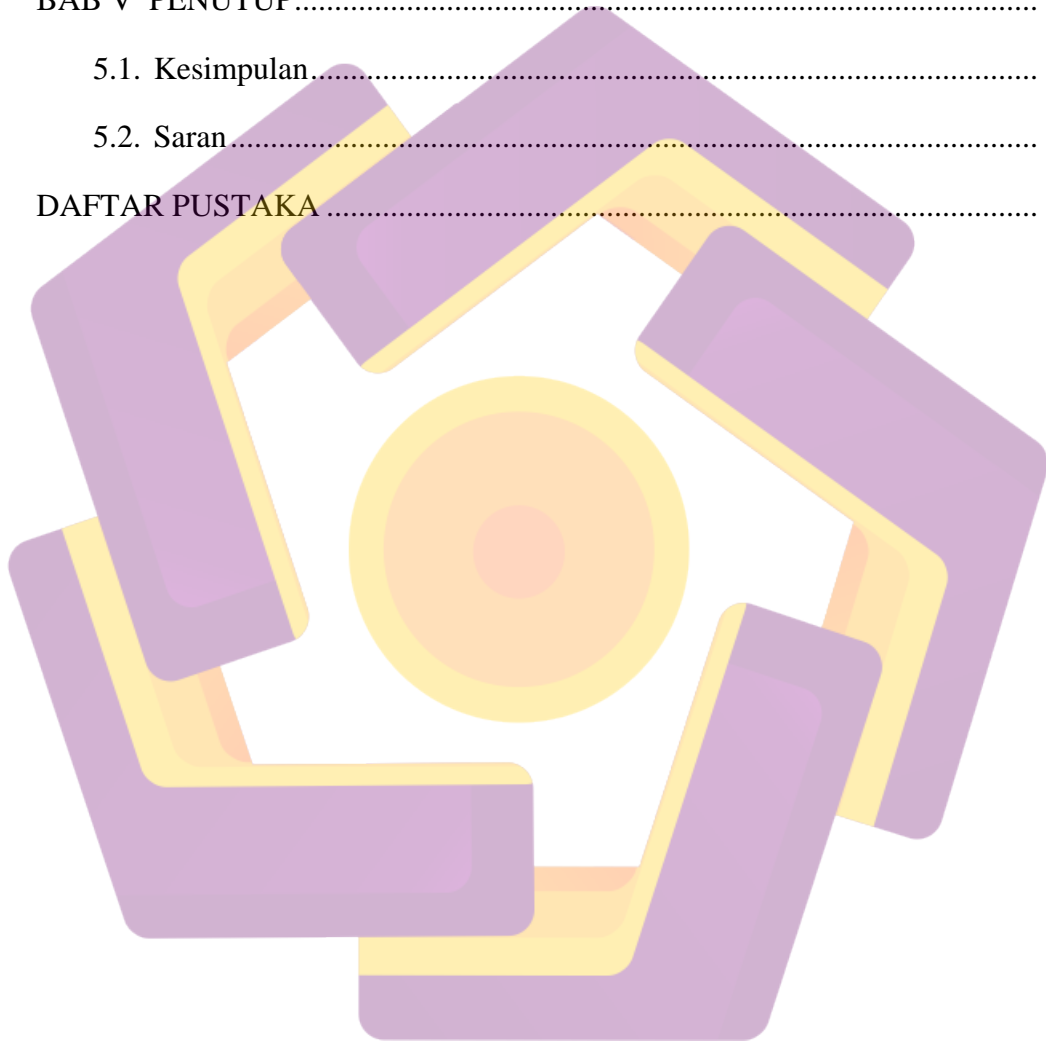 BAB V PENUTUP..........................................................................................
5.1. Kesimpulan..........................................................................................
5.2. Saran....................................................................................................
DAFTAR PUSTAKA ......................................................................................